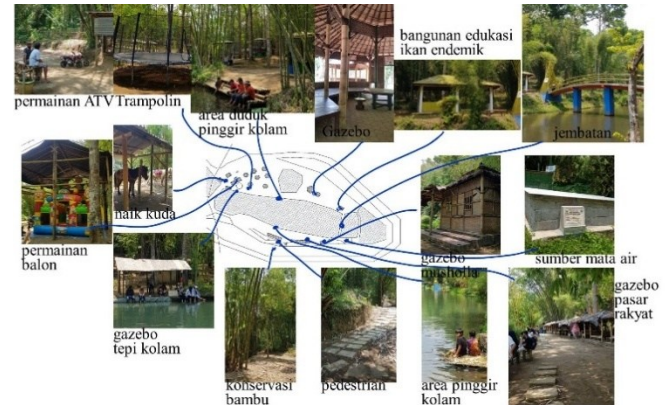 bangunan edukasi
ikan endemik
permainan ATV
Trampolin
area duduk
pinggir kolam
Gazebo
jembatan
naik kuda
permainan
balon
gazebo
tepi kolam
gazebo
musholla
sumber mata air
gazebo
pasar
rakyat
konservasi
bambu
pedestrian
area pinggir
kolam